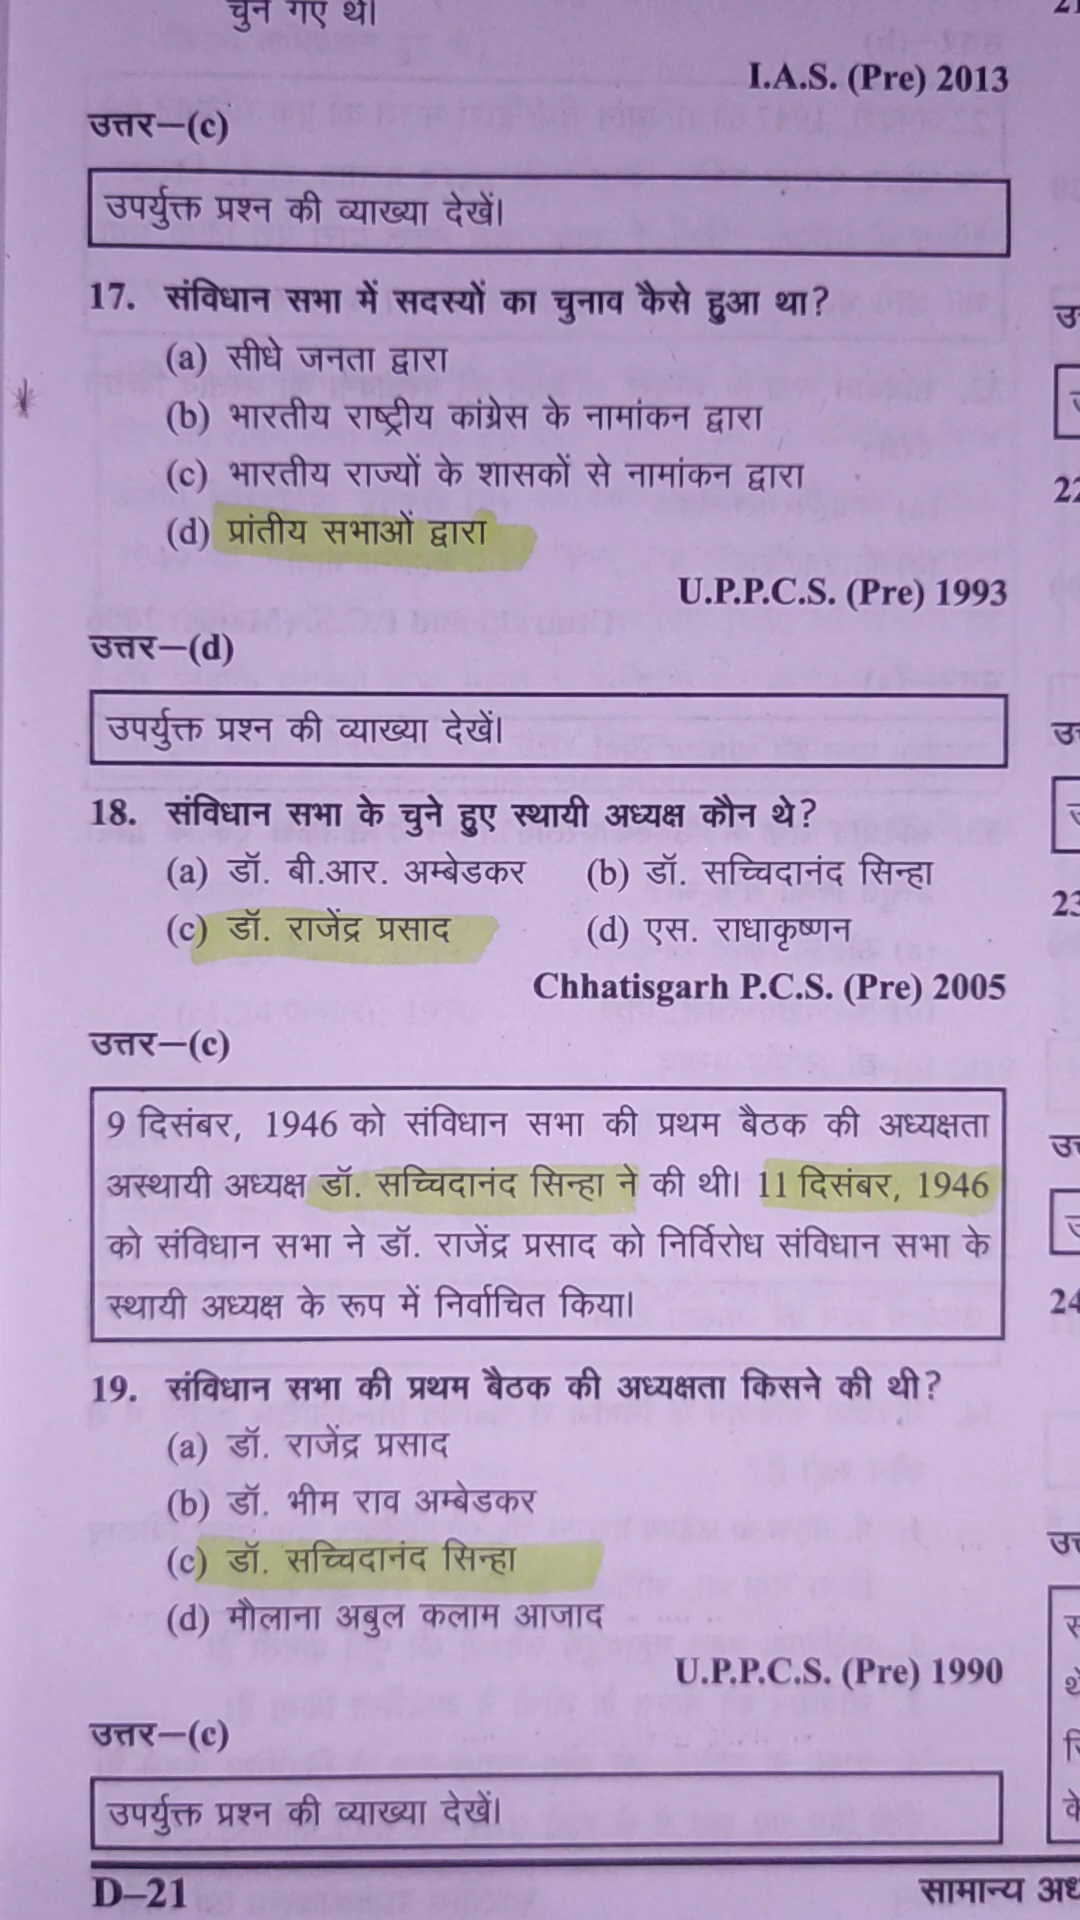 चुने गए थे।
I.A.S. (Pre) 2013
उत्तर—(c)
उपर्युक्त प्रश्न की व्याख्या देखें।
17. संविधान सभा में सदस्यों का चुनाव कैसे हुआ था?
(a) सीधे जनता द्वारा
(b) भारतीय राष्ट्रीय कांग्रेस के नामांकन द्वारा
(c) भारतीय राज्यों के शासकों से नामांकन द्वारा
(d) प्रांतीय सभाओं द्वारा
U.P.P.C.S. (Pre) 1993
उत्तर—(d)
उपर्युक्त प्रश्न की व्याख्या देखें।
18. संविधान सभा के चुने हुए स्थायी अध्यक्ष कौन थे?
(a) डॉ. बी.आर. अम्बेडकर (b) डॉ. सच्चिदानंद सिन्हा
(c) डॉ. राजेंद्र प्रसाद (d) एस. राधाकृष्णन
Chhatisgarh P.C.S. (Pre) 2005
उत्तर—(c)
9 दिसंबर, 1946 को संविधान सभा की प्रथम बैठक की अध्यक्षता
अस्थायी अध्यक्ष डॉ. सच्चिदानंद सिन्हा ने की थी। 11 दिसंबर, 1946
को संविधान सभा ने डॉ. राजेंद्र प्रसाद को निर्विरोध संविधान सभा के
स्थायी अध्यक्ष के रूप में निर्वाचित किया।
19. संविधान सभा की प्रथम बैठक की अध्यक्षता किसने की थी?
(a) डॉ. राजेंद्र प्रसाद
(b) डॉ. भीम राव अम्बेडकर
(c) डॉ. सच्चिदानंद सिन्हा
(d) मौलाना अबुल कलाम आजाद
U.P.P.C.S. (Pre) 1990
उत्तर—(c)
उपर्युक्त प्रश्न की व्याख्या देखें।
D–21
सामान्य
22
23
24